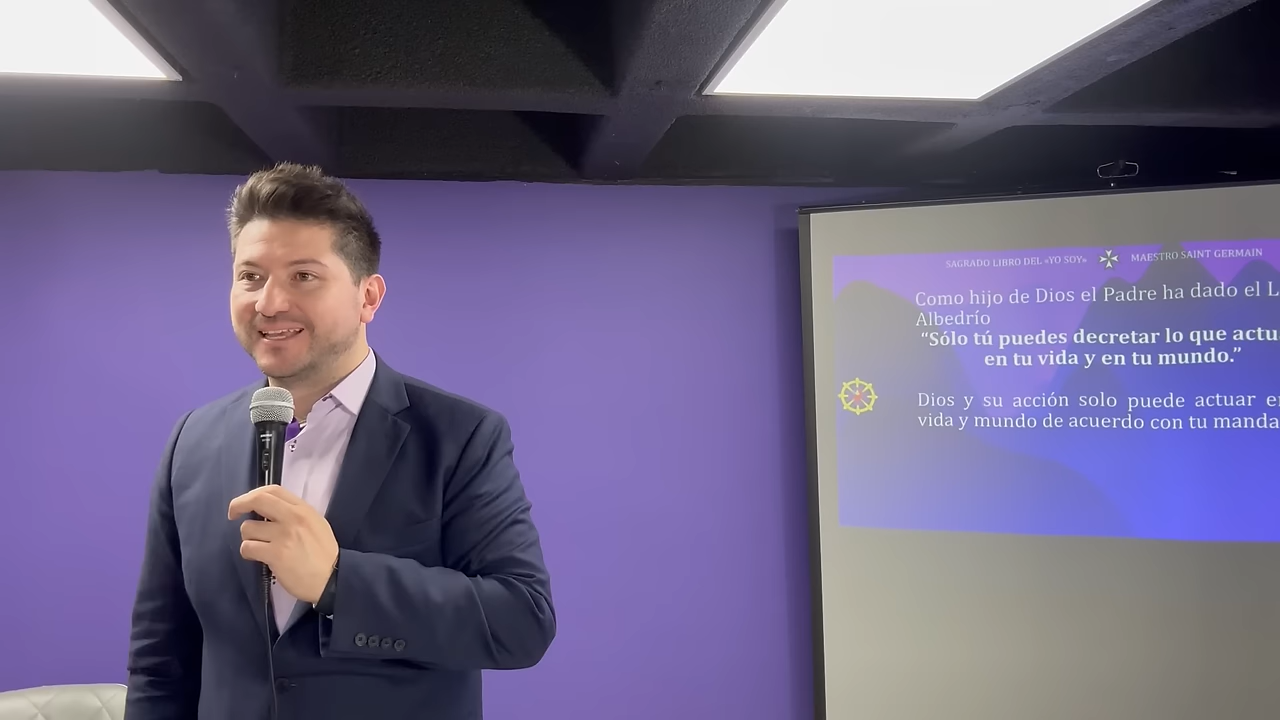 SAGRADO LIBRO DEL «YO SOY» MAESTRO SAINT GERMAIN
Como hijo de Dios el Padre ha dado el L
Albedrío
“Sólo tú puedes decretar lo que actu
en tu vida y en tu mundo.”
Dios y su acción solo puede actuar e
vida y mundo de acuerdo con tu manda